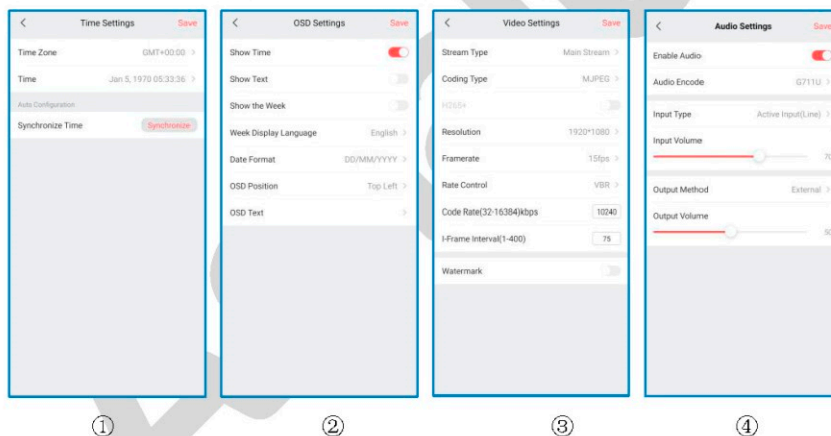 Time Settings Save
Time Zone GMT+00:00
Time Jan 5, 1970 05:33:36
Auto Configuration
Synchronize Time Synchronize
①
OSD Settings Save
Show Time
Show Text
Show the Week
Week Display Language English
Date Format DD/MM/YYYY
OSD Position Top Left
OSD Text
②
Video Settings Save
Stream Type Main Stream
Coding Type MJPEG
Resolution 1920*1080
Framerate 15fps
Rate Control VBR
Code Rate(32-16384)kbps 10240
I-Frame Interval(1-400) 75
Watermark
③
Audio Settings Save
Enable Audio
Audio Encode G711U
Input Type Active Input(Line)
Input Volume
70
Output Method External
Output Volume
50
④